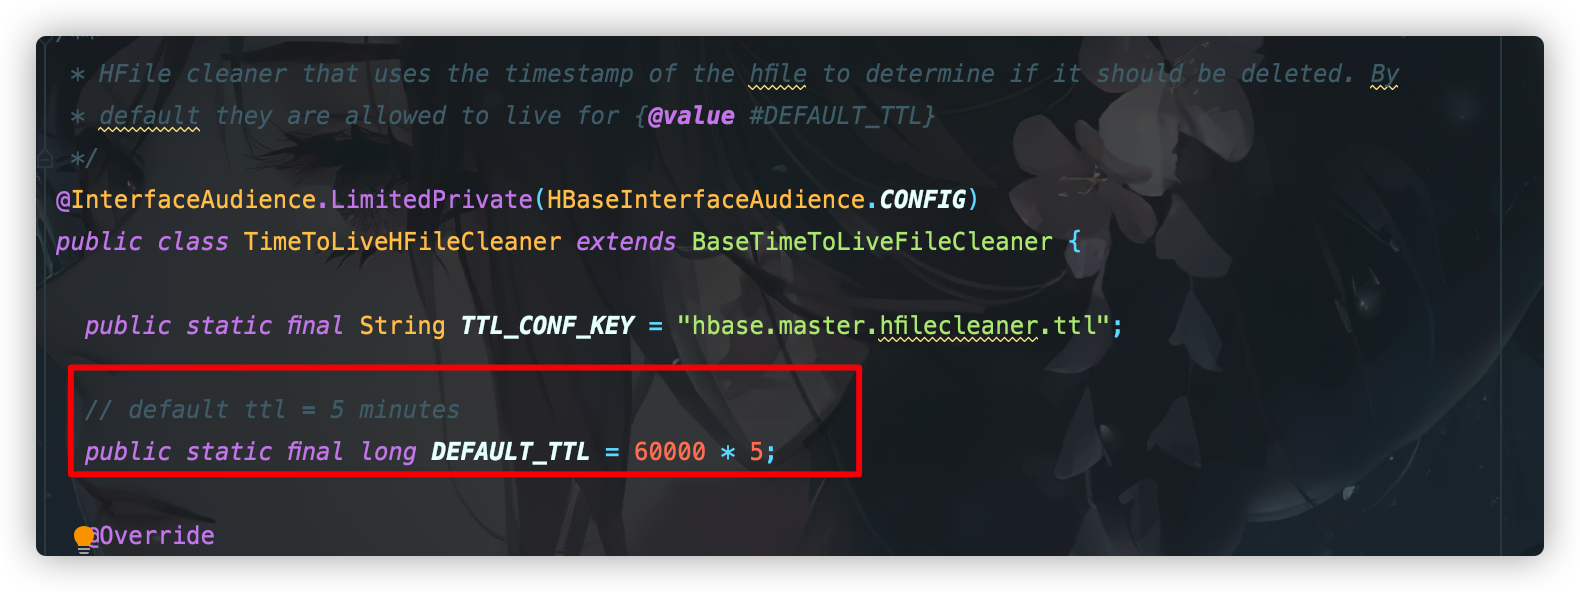 * HFile cleaner that uses the timestamp of the hfile to determine if it should be deleted. By
* default they are allowed to live for {@value #DEFAULT_TTL}
*/
@InterfaceAudience.LimitedPrivate(HBaseInterfaceAudience.CONFIG)
public class TimeToLiveHFileCleaner extends BaseTimeToLiveFileCleaner {
public static final String TTL_CONF_KEY = "hbase.master.hfilecleaner.ttl";
// default ttl = 5 minutes
public static final long DEFAULT_TTL = 60000 * 5;
@Override